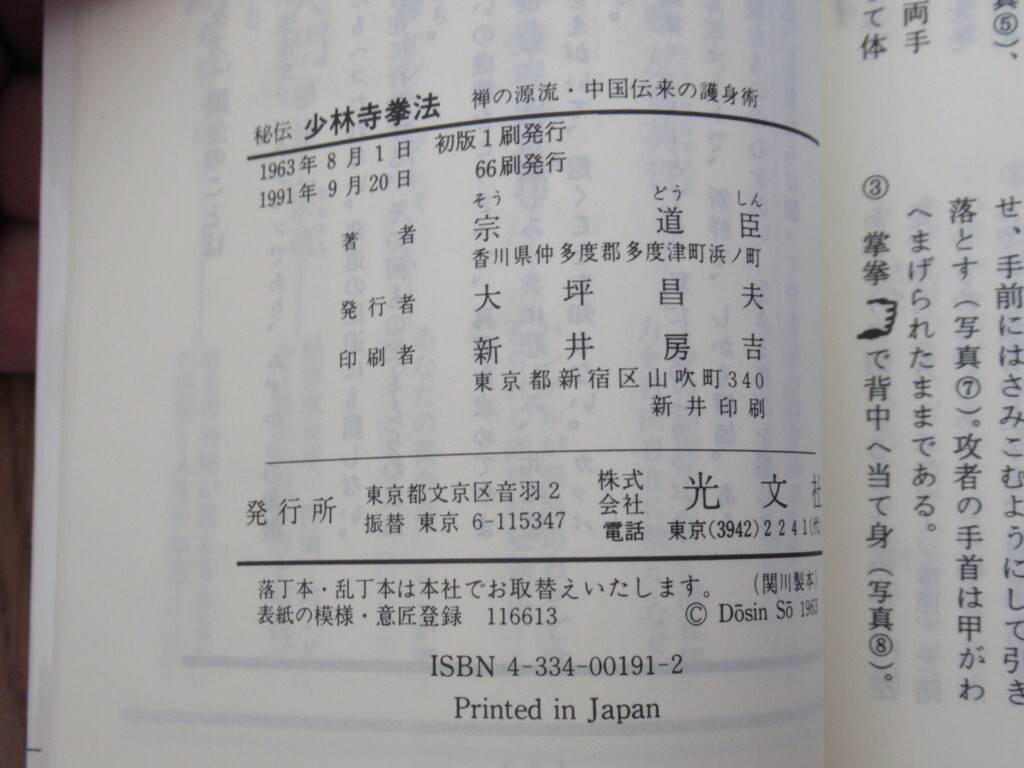 秘伝 少林寺拳法 禅の源流・中国伝来の護身術
1963年 8月 1日 初版1刷発行
1991年 9月20日 66刷発行
そう どう しん
著者 宗道臣
香川県仲多度郡多度津町浜ノ町
発行者 大坪昌夫
印刷者 新井房吉
東京都新宿区山吹町340
新井印刷
発行所 東京都文京区音羽2
振替 東京 6-115347
株式会社 光文社
電話 東京(3942)2241(代
落丁本・乱丁本は本社でお取替えいたします。 (関川製本)
表紙の模様・意匠登録 116613 © Dōsin Sō 1963
ISBN 4-334-00191-2
Printed in Japan
真⑤)、
両手
て体
せ、手前にはさみこむようにして引き
落とす(写真⑦)。攻者の手首は甲がわ
へまげられたままである。
③ 掌拳で背中へ当て身(写真⑧)。